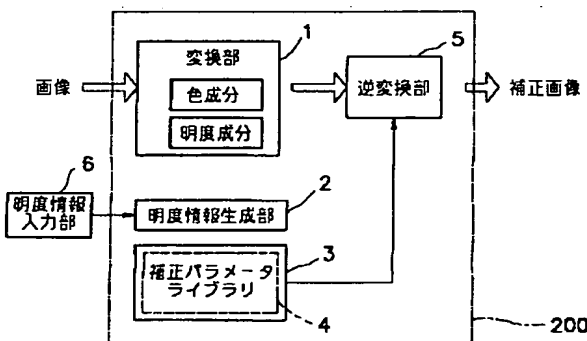 1
変換部
5
画像
色成分
逆変換部
補正画像
明度成分
6
明度情報
入力部
2
明度情報生成部
補正パラメータ
ライブラリ
3
4
200